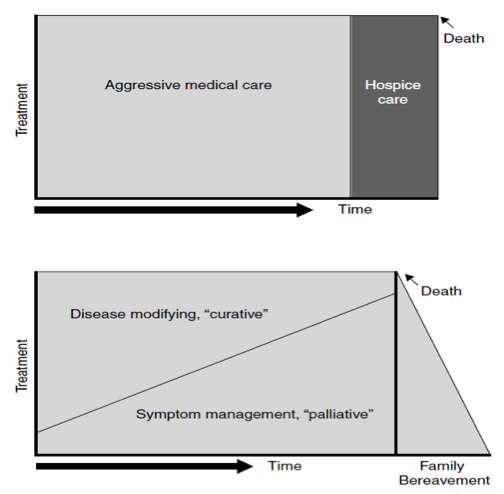 Death
Treatment
Aggressive medical care
Hospice
care
Time
Death
Treatment
Disease modifying, “curative”
Symptom management, “palliative”
Time
Family
Bereavement